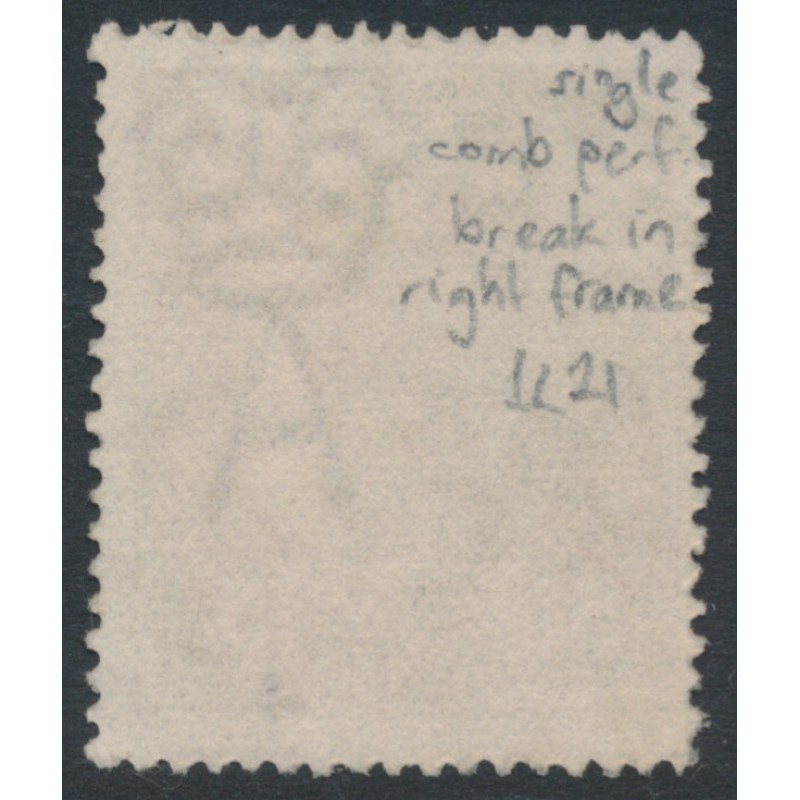 single
comb perf.
break in
right frame
1L21